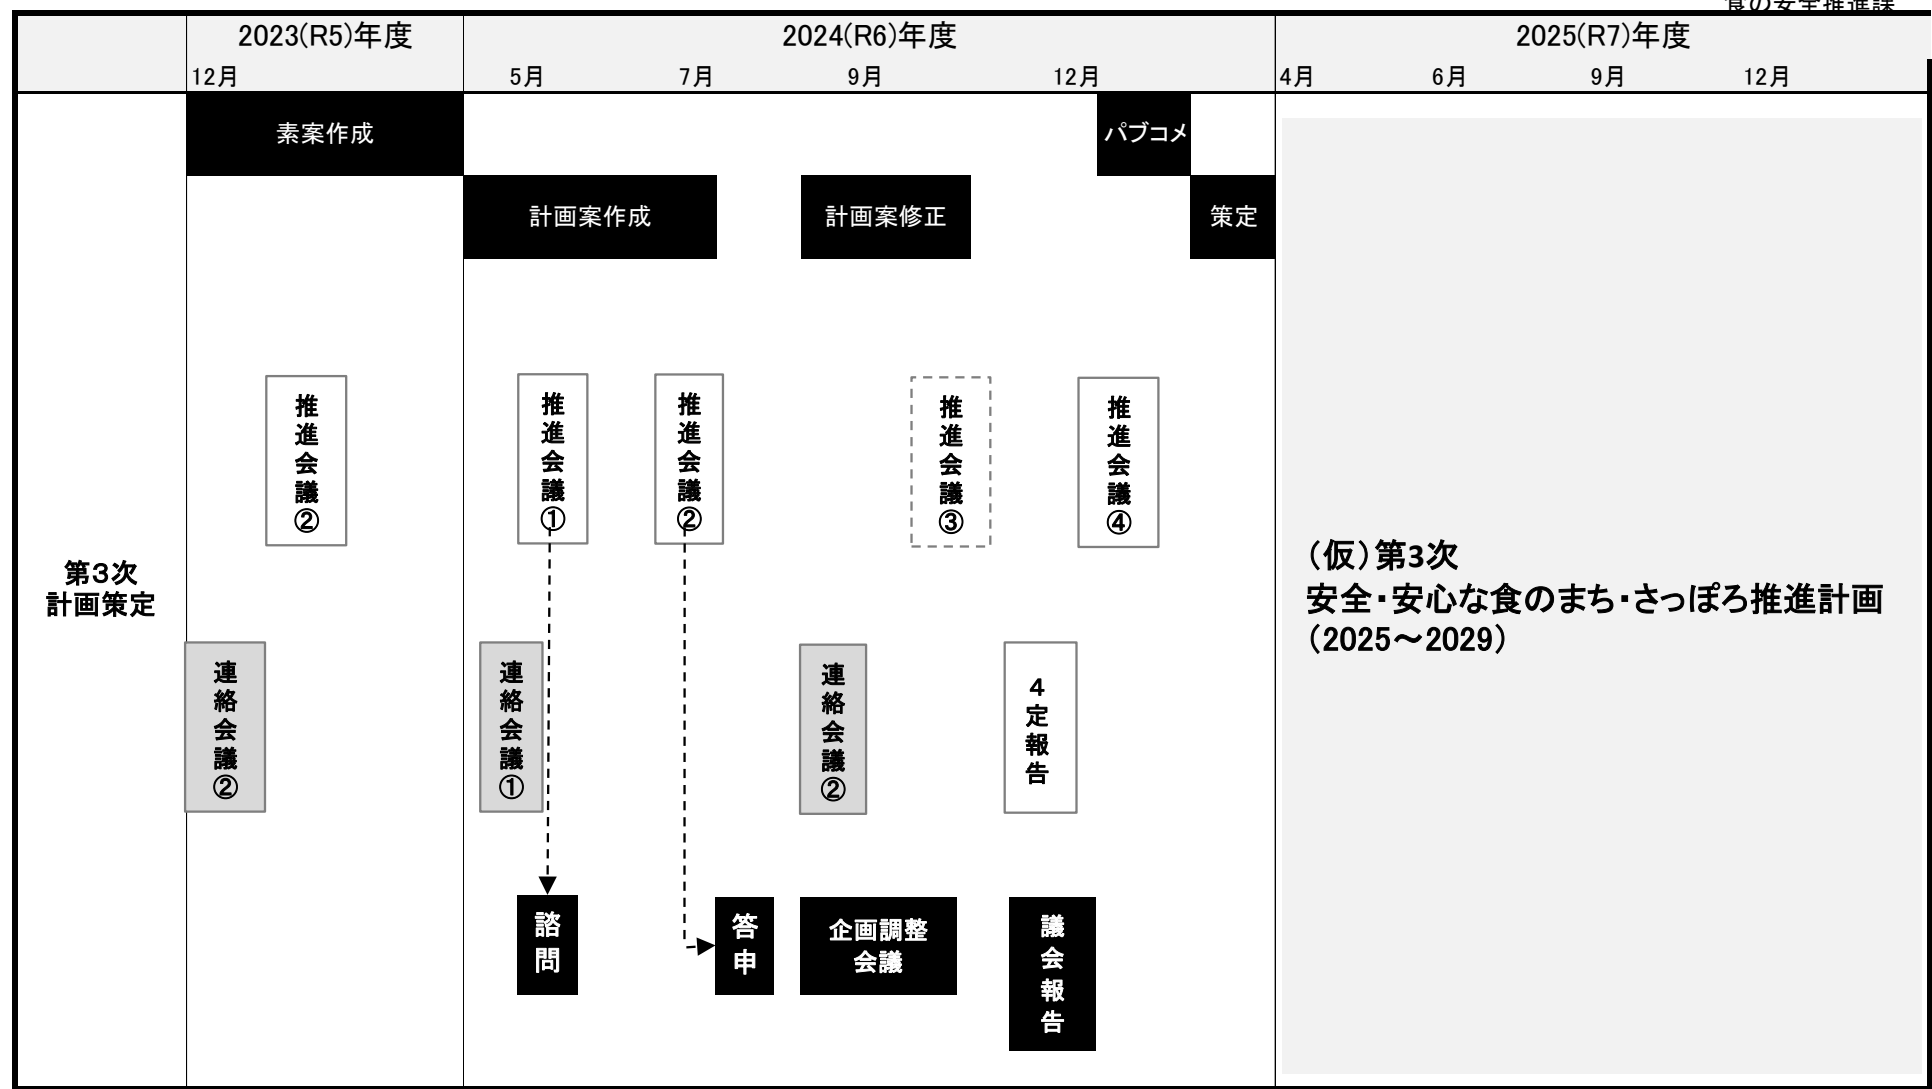 食の安全推進課
2023(R5)年度
2024(R6)年度
2025(R7)年度
12月
5月
7月
9月
12月
4月
6月
9月
12月
素案作成
パブコメ
計画案作成
計画案修正
策定
推進会議②
推進会議①
推進会議②
推進会議③
推進会議④
第3次
計画策定
(仮)第3次
安全・安心な食のまち・さっぽろ推進計画
(2025～2029)
連絡会議②
連絡会議①
連絡会議②
4定報告
諮問
答申
企画調整
会議
議会報告